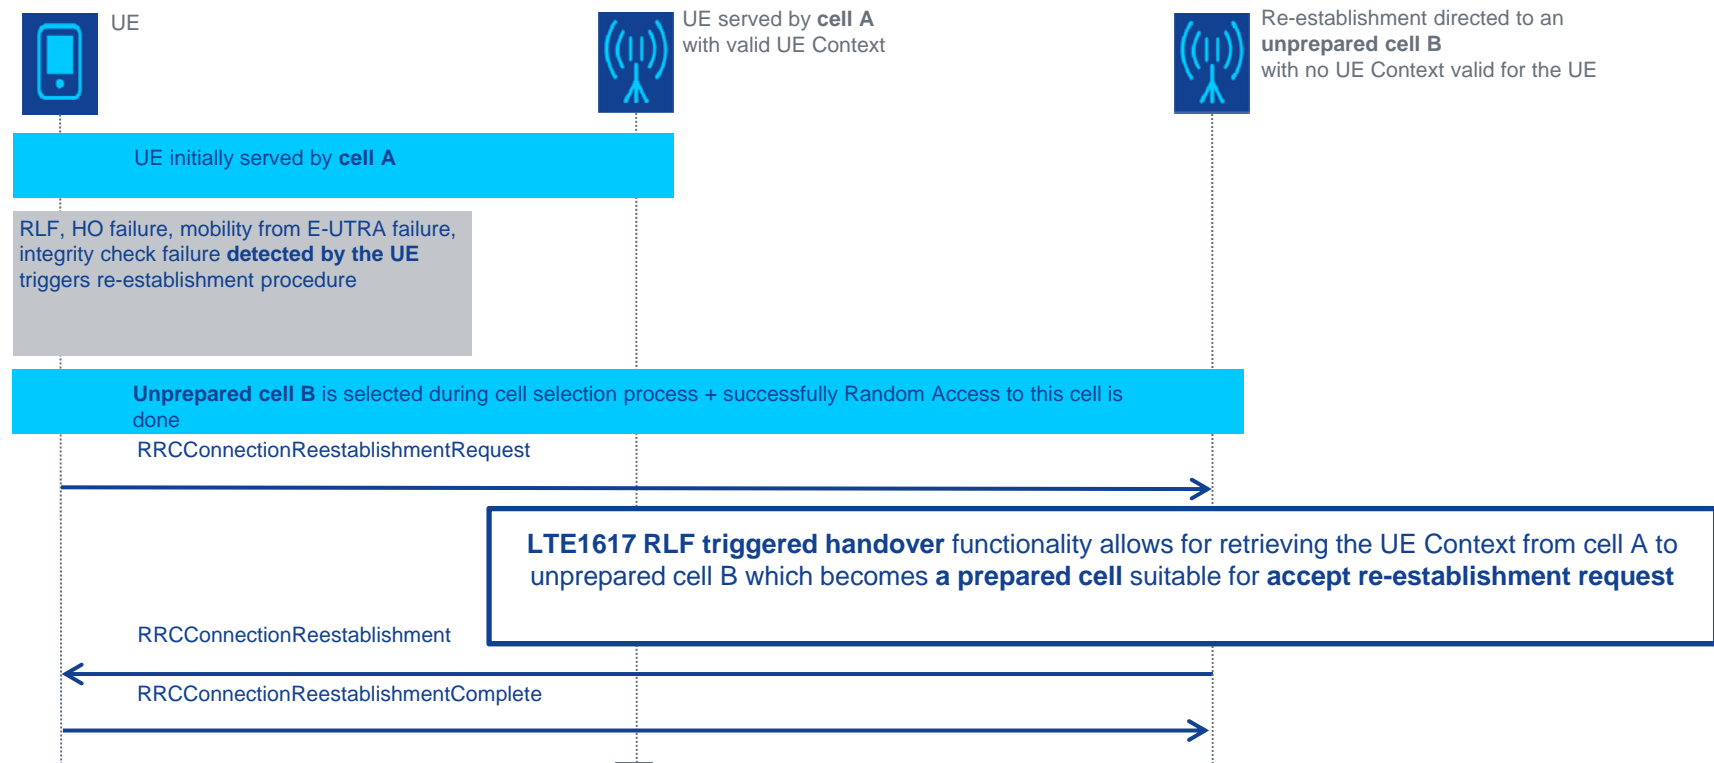 UE
UE served by cell A
with valid UE Context
Re-establishment directed to an
unprepared cell B
with no UE Context valid for the UE
UE initially served by cell A
RLF, HO failure, mobility from E-UTRA failure,
integrity check failure detected by the UE
triggers re-establishment procedure
Unprepared cell B is selected during cell selection process + successfully Random Access to this cell is
done
RRCConnectionReestablishmentRequest
LTE1617 RLF triggered handover functionality allows for retrieving the UE Context from cell A to
unprepared cell B which becomes a prepared cell suitable for accept re-establishment request
RRCConnectionReestablishment
RRCConnectionReestablishmentComplete